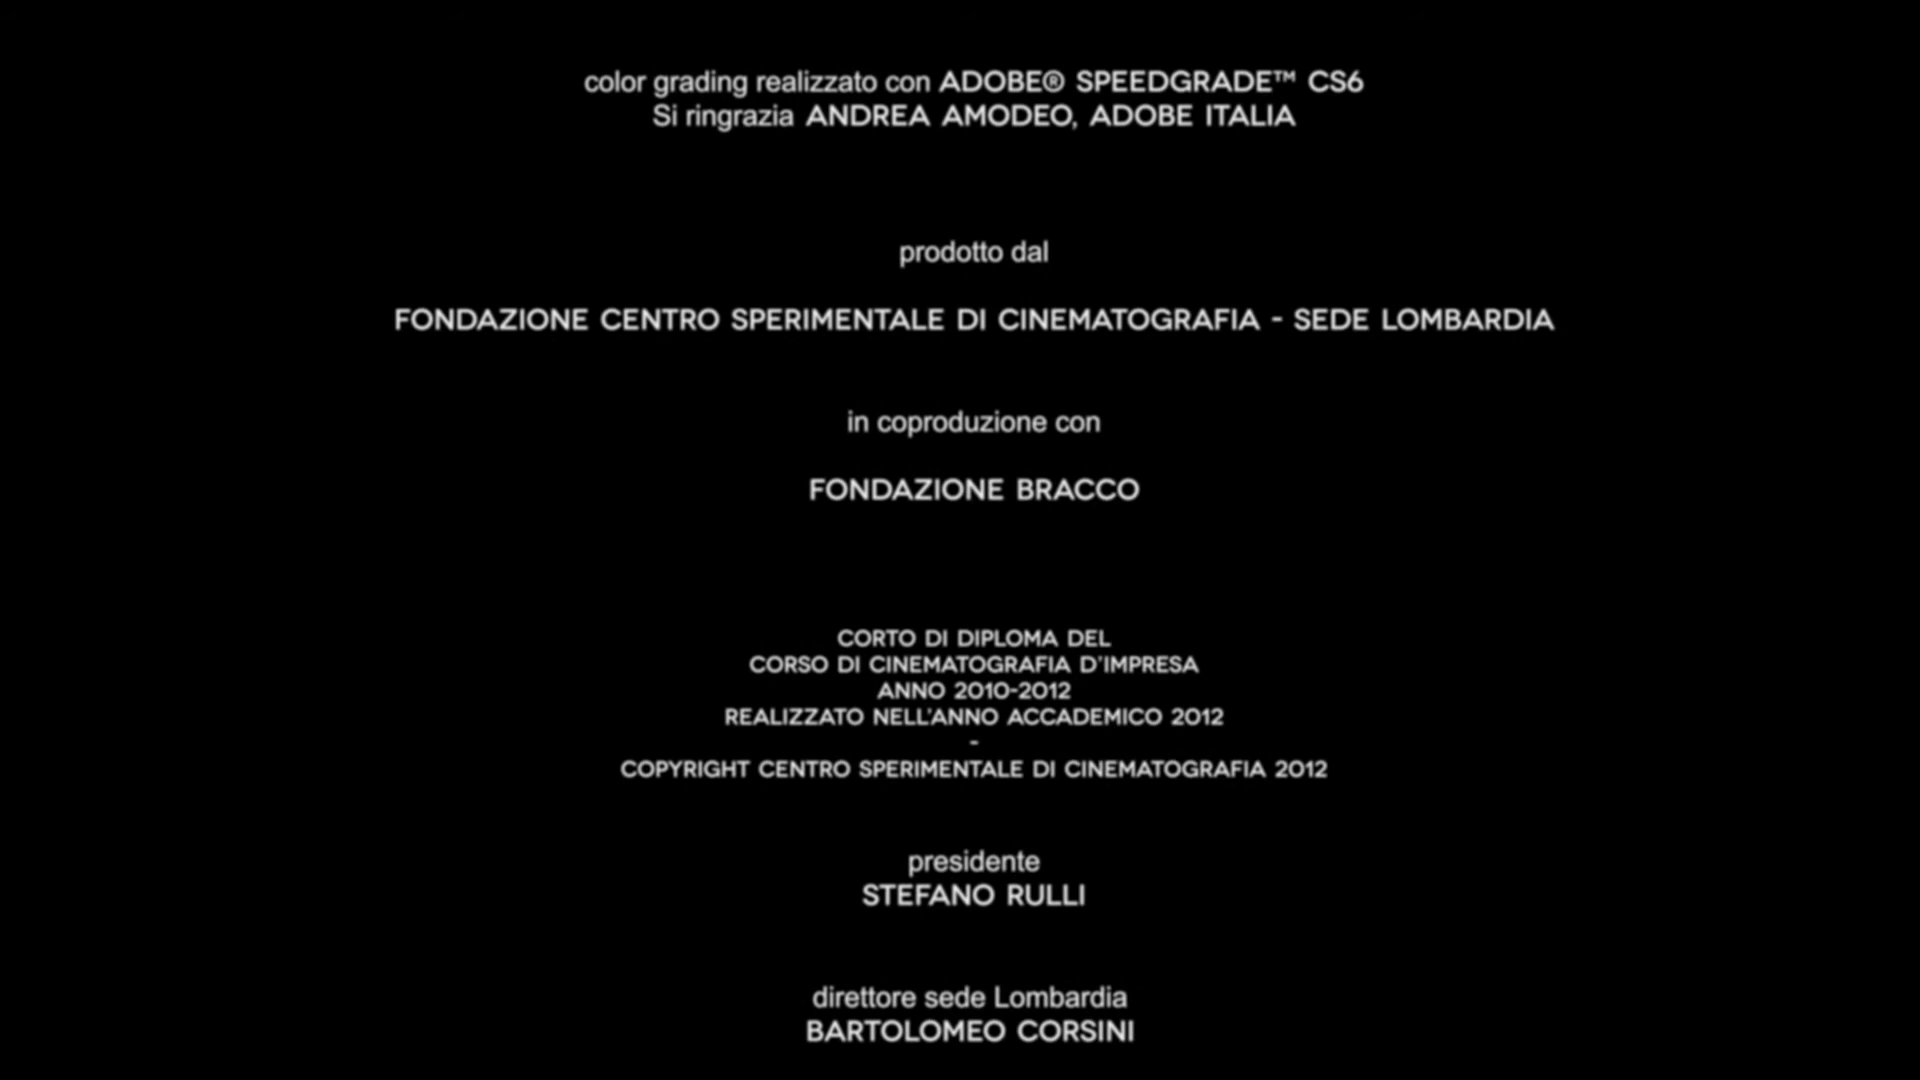 color grading realizzato con ADOBE® SPEEDGRADE™ CS6
Si ringrazia ANDREA AMODEO, ADOBE ITALIA
prodotto dal
FONDAZIONE CENTRO SPERIMENTALE DI CINEMATOGRAFIA - SEDE LOMBARDIA
in coproduzione con
FONDAZIONE BRACCO
CORTO DI DIPLOMA DEL
CORSO DI CINEMATOGRAFIA D'IMPRESA
ANNO 2010-2012
REALIZZATO NELL'ANNO ACCADEMICO 2012
-
COPYRIGHT CENTRO SPERIMENTALE DI CINEMATOGRAFIA 2012
presidente
STEFANO RULLI
direttore sede Lombardia
BARTOLOMEO CORSINI